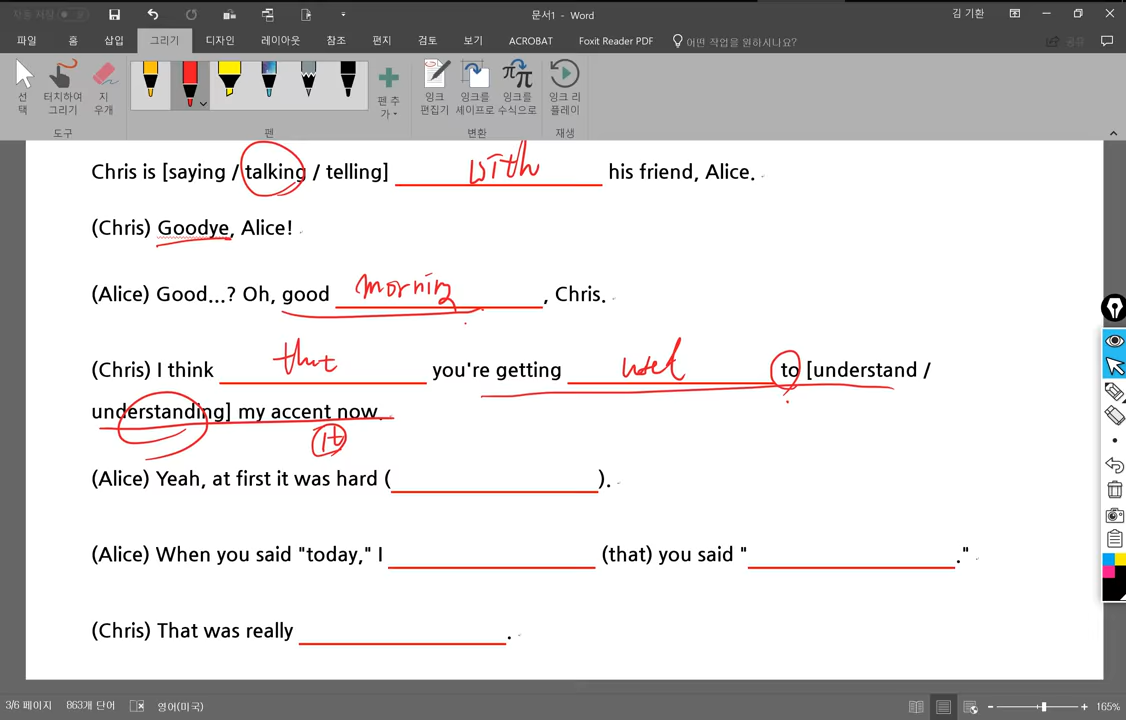 자동 저장
문서1 - Word
김 기환
파일 홈 삽입 그리기 디자인 레이아웃 참조 편지 검토 보기 ACROBAT Foxit Reader PDF 어떤 작업을 원하시나요? 공유
선택 터치하여 그리기 지우개 펜 추가 잉크 편집기 잉크를 셰이프로 잉크를 수식으로 잉크 리플레이
도구 펜 변환 재생
Chris is [saying / talking / telling] with his friend, Alice.
(Chris) Goodye, Alice!
(Alice) Good...? Oh, good morning, Chris.
(Chris) I think that you're getting used to [understand /
understanding] my accent now.
it
(Alice) Yeah, at first it was hard ( ).
(Alice) When you said "today," I (that) you said " ."
(Chris) That was really .
3/6 페이지 863개 단어 영어(미국) 165%